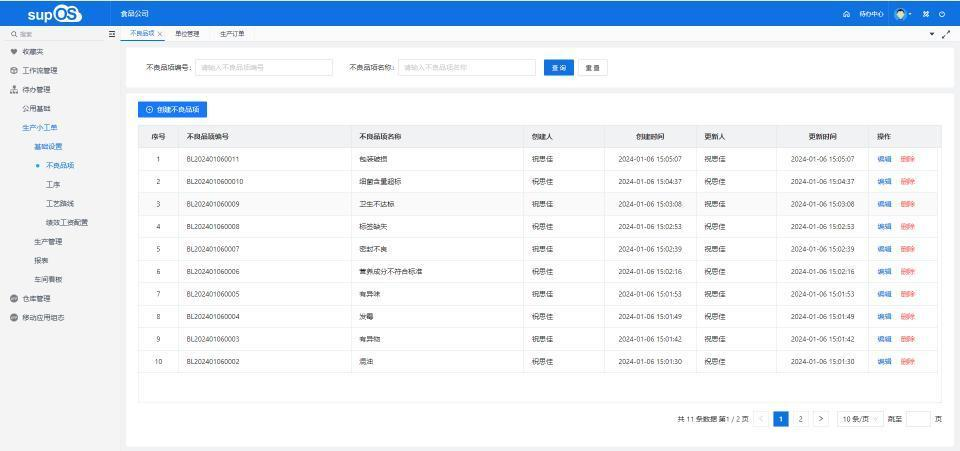 supOS 食品公司 待办中心
搜索 不良品项 单位管理 生产订单
收藏夹
工作流管理
待办管理
公用基础
生产小工单
基础设置
不良品项
工序
工艺路线
绩效工资配置
生产管理
报表
车间看板
仓库管理
移动应用组态
不良品项编号: 请输入不良品项编号 不良品项名称: 请输入不良品项名称 查询 重置
创建不良品项
序号 不良品项编号 不良品项名称 创建人 创建时间 更新人 更新时间 操作
1 BL202401060011 包装破损 祝思佳 2024-01-06 15:05:07 祝思佳 2024-01-06 15:05:07 编辑 删除
2 BL2024010600010 细菌含量超标 祝思佳 2024-01-06 15:04:37 祝思佳 2024-01-06 15:04:37 编辑 删除
3 BL202401060009 卫生不达标 祝思佳 2024-01-06 15:03:08 祝思佳 2024-01-06 15:03:08 编辑 删除
4 BL202401060008 标签缺失 祝思佳 2024-01-06 15:02:53 祝思佳 2024-01-06 15:02:53 编辑 删除
5 BL202401060007 密封不良 祝思佳 2024-01-06 15:02:39 祝思佳 2024-01-06 15:02:39 编辑 删除
6 BL202401060006 营养成分不符合标准 祝思佳 2024-01-06 15:02:16 祝思佳 2024-01-06 15:02:16 编辑 删除
7 BL202401060005 有异味 祝思佳 2024-01-06 15:01:53 祝思佳 2024-01-06 15:01:53 编辑 删除
8 BL202401060004 发霉 祝思佳 2024-01-06 15:01:49 祝思佳 2024-01-06 15:01:49 编辑 删除
9 BL202401060003 有异物 祝思佳 2024-01-06 15:01:42 祝思佳 2024-01-06 15:01:42 编辑 删除
10 BL202401060002 漏油 祝思佳 2024-01-06 15:01:30 祝思佳 2024-01-06 15:01:30 编辑 删除
共 11 条数据 第1 / 2 页 < 1 2 > 10 条/页 跳至 页